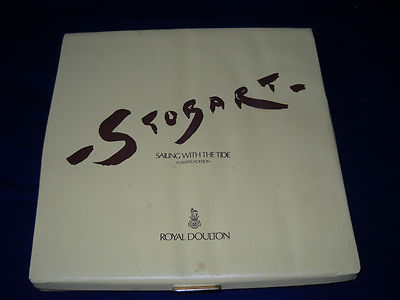 -STOBART-
SAILING WITH THE TIDE
A LIMITED EDITION
ROYAL DOULTON